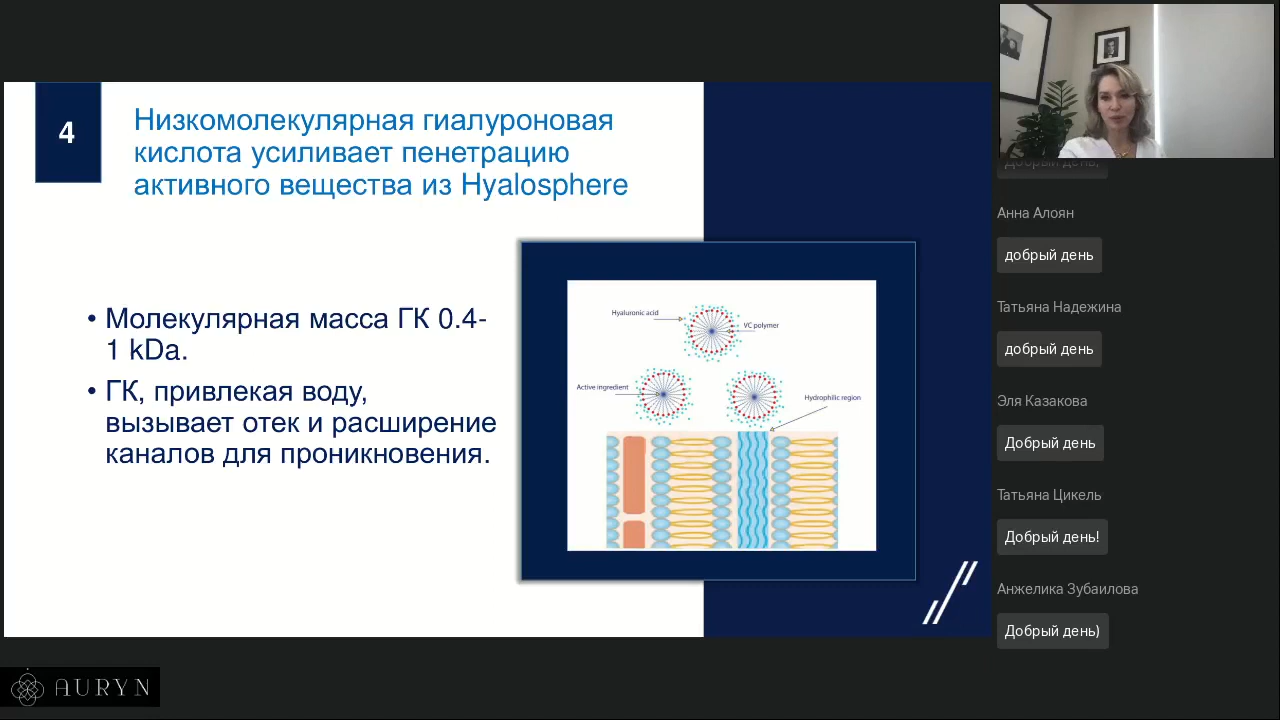 4
Низкомолекулярная гиалуроновая
кислота усиливает пенетрацию
активного вещества из Hyalosphere
• Молекулярная масса ГК 0.4-
1 kDa.
• ГК, привлекая воду,
вызывает отек и расширение
каналов для проникновения.
Hyaluronic acid
VC polymer
Active ingredient
Hydrophilic region
Добрый день,
Анна Алоян
добрый день
Татьяна Надежина
добрый день
Эля Казакова
Добрый день
Татьяна Цикель
Добрый день!
Анжелика Зубаилова
Добрый день)
AURYN